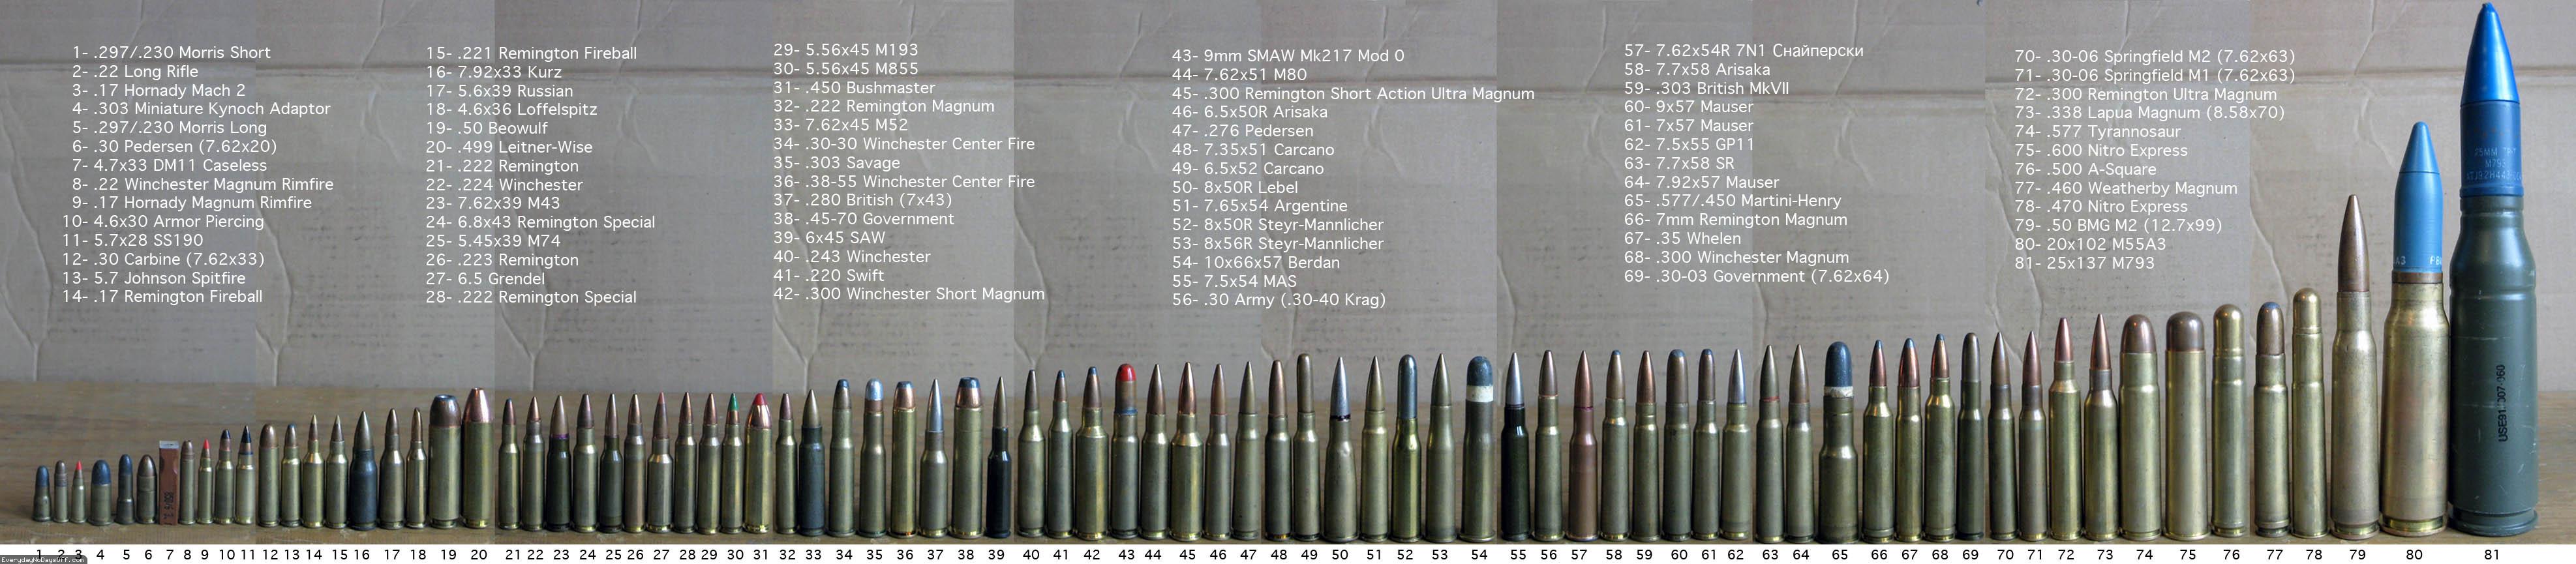 1- .297/.230 Morris Short
2- .22 Long Rifle
3- .17 Hornady Mach 2
4- .303 Miniature Kynoch Adaptor
5- .297/.230 Morris Long
6- .30 Pedersen (7.62x20)
7- 4.7x33 DM11 Caseless
8- .22 Winchester Magnum Rimfire
9- .17 Hornady Magnum Rimfire
10- 4.6x30 Armor Piercing
11- 5.7x28 SS190
12- .30 Carbine (7.62x33)
13- 5.7 Johnson Spitfire
14- .17 Remington Fireball
15- .221 Remington Fireball
16- 7.92x33 Kurz
17- 5.6x39 Russian
18- 4.6x36 Loffelspitz
19- .50 Beowulf
20- .499 Leitner-Wise
21- .222 Remington
22- .224 Winchester
23- 7.62x43 M43
24- 6.8x43 Remington Special
25- 5.45x39 M74
26- .223 Remington
27- 6.5 Grendel
28- .222 Remington Special
29- 5.56x45 M193
30- 5.56x45 M855
31- .450 Bushmaster
32- .222 Remington Magnum
33- 7.62x45 M52
34- .30-30 Winchester Center Fire
35- .303 Savage
36- .38-55 Winchester Center Fire
37- .280 British (7x43)
38- .45-70 Government
39- 6x45 SAW
40- .243 Winchester
41- .220 Swift
42- .300 Winchester Short Magnum
43- 9mm SMAW Mk217 Mod 0
44- 7.62x51 M80
45- .300 Remington Short Action Ultra Magnum
46- 6.5x50R Arisaka
47- .276 Pedersen
48- 7.35x51 Carcano
49- 6.5x52 Carcano
50- 8x50R Lebel
51- 7.65x54 Argentine
52- 8x50R Steyr-Mannlicher
53- 8x56R Steyr-Mannlicher
54- 10x66x57 Berdan
55- 7.5x54 MAS
56- .30 Army (.30-40 Krag)
57- 7.62x54R 7N1 Снайперски
58- 7.7x58 Arisaka
59- .303 British MkVII
60- 9x57 Mauser
61- 7x57 Mauser
62- 7.5x55 GP11
63- 7.7x58 SR
64- 7.92x57 Mauser
65- .577/.450 Martini-Henry
66- 7mm Remington Magnum
67- .35 Whelen
68- .300 Winchester Magnum
69- .30-03 Government (7.62x64)
70- .30-06 Springfield M2 (7.62x63)
71- .30-06 Springfield M1 (7.62x63)
72- .300 Remington Ultra Magnum
73- .338 Lapua Magnum (8.58x70)
74- .577 Tyrannosaur
75- .600 Nitro Express
76- .500 A-Square
77- .460 Weatherby Magnum
78- .470 Nitro Express
79- .50 BMG M2 (12.7x99)
80- 20x102 M55A3
81- 25x137 M793
25MM TP-T
M793
1 2 3 4 5 6 7 8 9 10 11 12 13 14 15 16 17 18 19 20 21 22 23 24 25 26 27 28 29 30 31 32 33 34 35 36 37 38 39 40 41 42 43 44 45 46 47 48 49 50 51 52 53 54 55 56 57 58 59 60 61 62 63 64 65 66 67 68 69 70 71 72 73 74 75 76 77 78 79 80 81
EverydayNoDaysOff.com